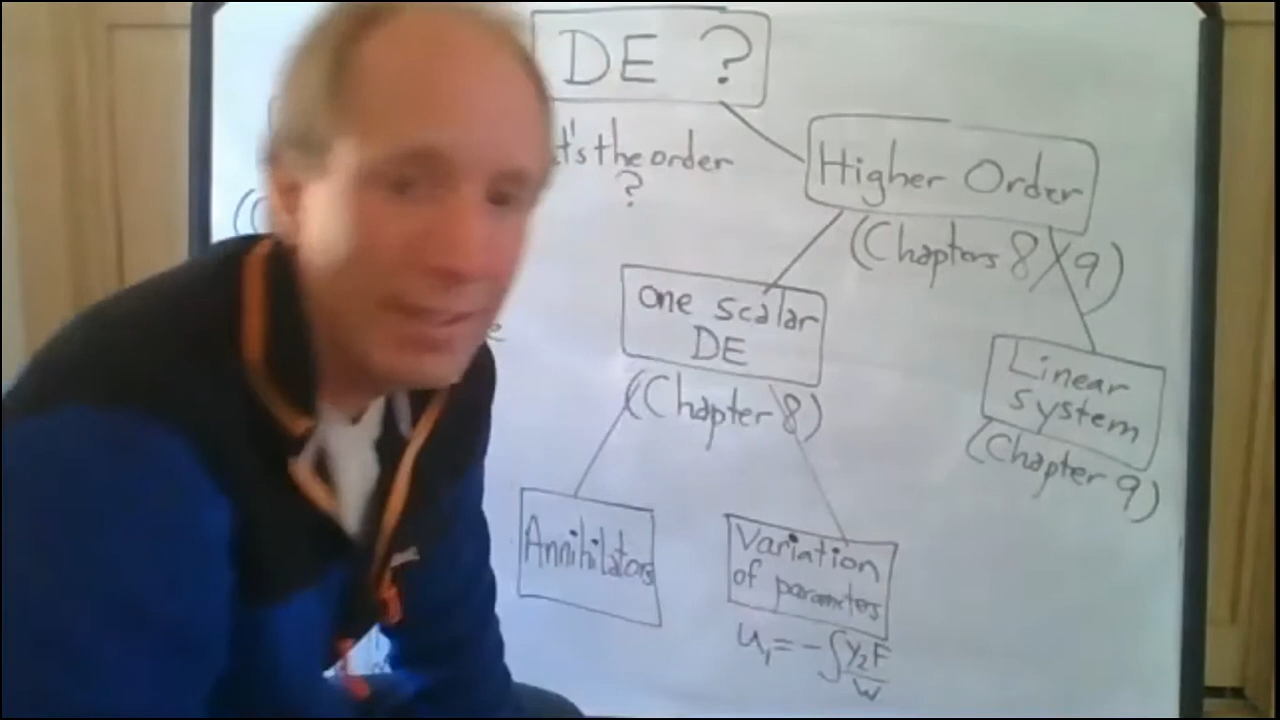 DE ?
t's the order
?
Higher Order
(Chapters 8 9)
one scalar
DE
(Chapter 8)
Linear
system
(Chapter 9)
Annihilators
Variation
of parameters
u₁=-∫y₂F/W